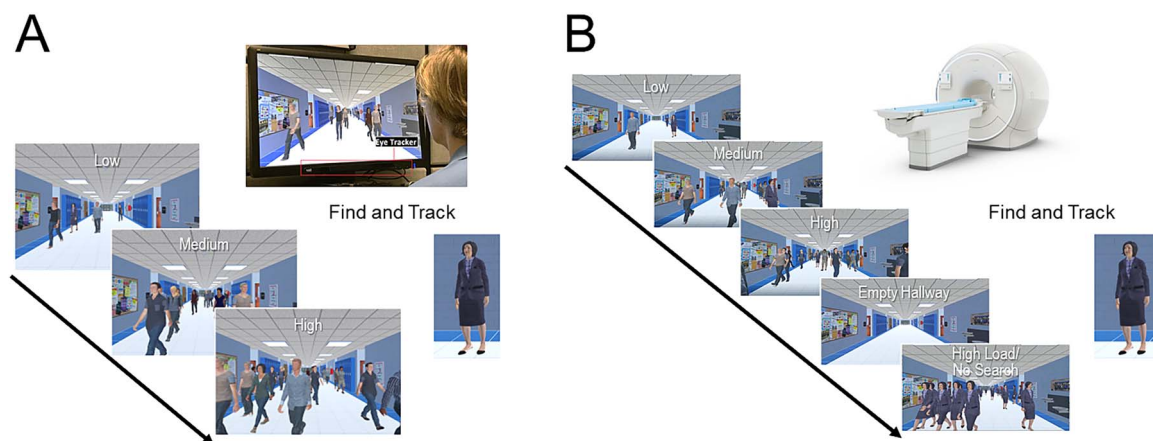 A
Eye Tracker
Low
Find and Track
Medium
High
B
Low
Medium
High
Find and Track
Empty Hallway
High Load/
No Search